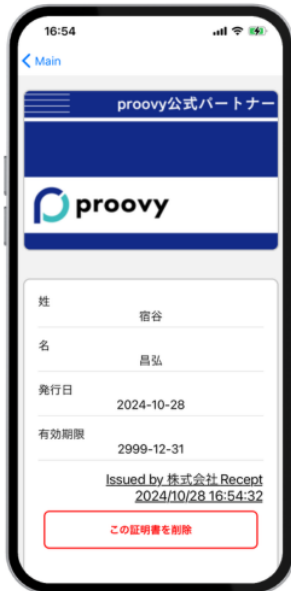 16:54
Main
proovy公式パートナー
proovy
姓
宿谷
名
昌弘
発行日
2024-10-28
有効期限
2999-12-31
Issued by 株式会社 Recept
2024/10/28 16:54:32
この証明書を削除